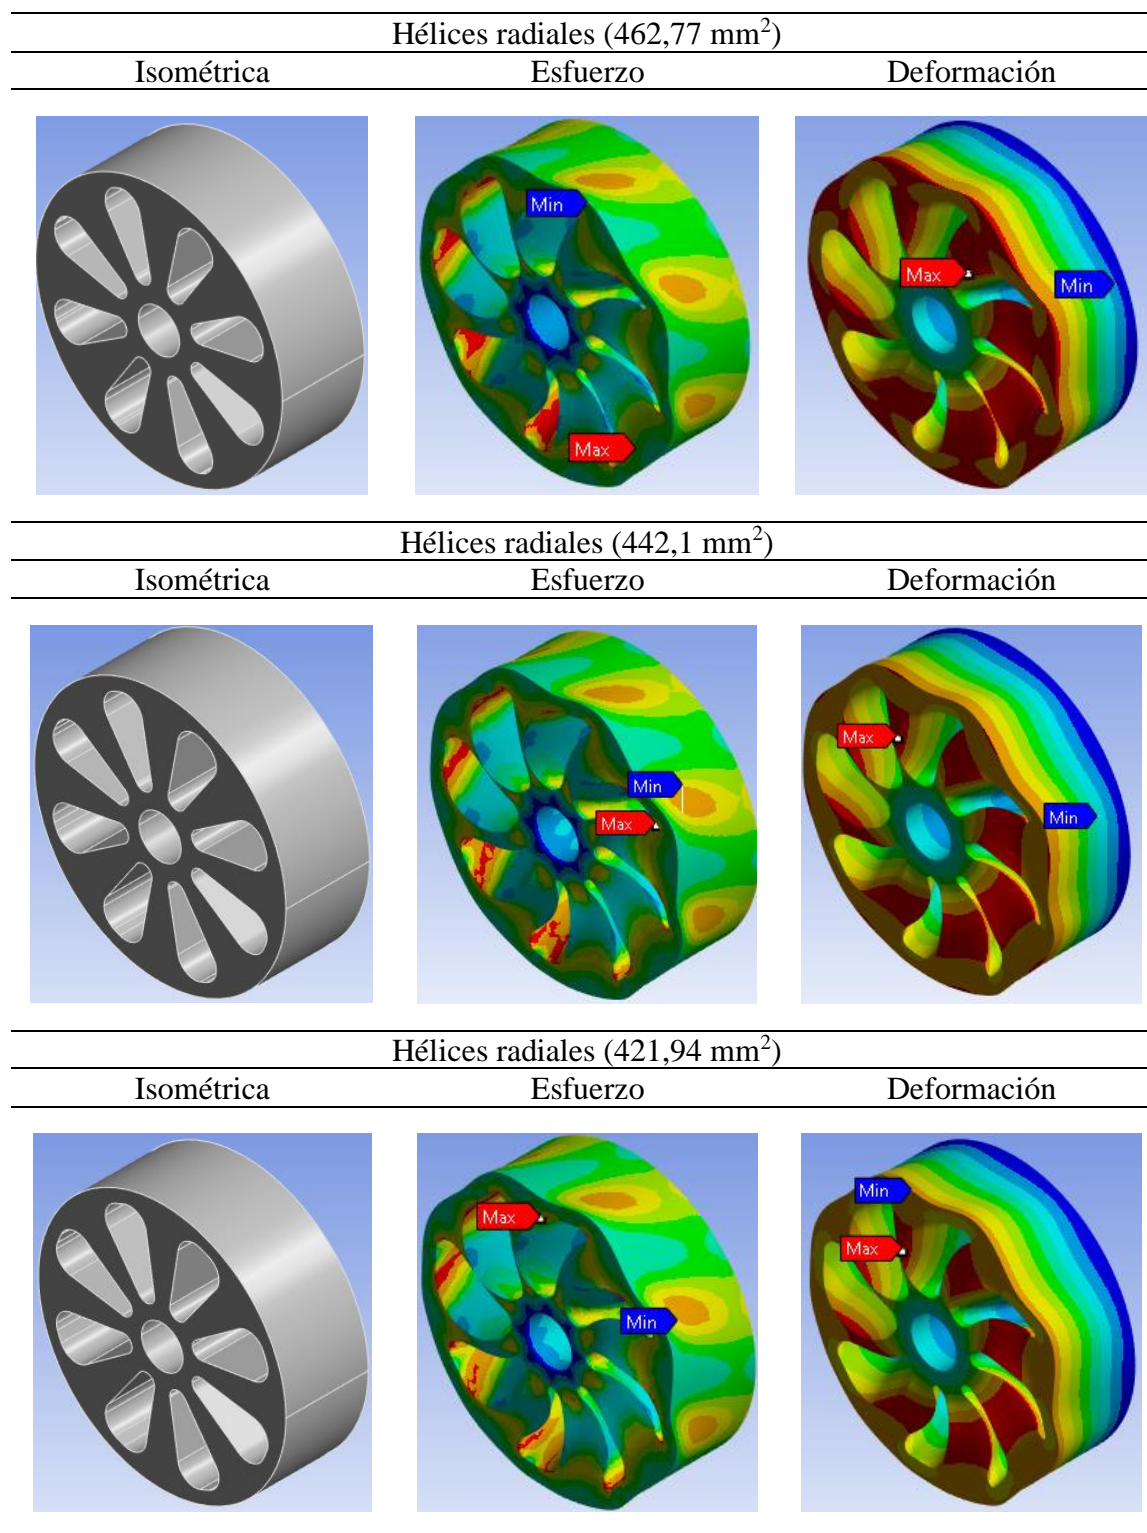 Hélices radiales (462,77 mm²)
Isométrica Esfuerzo Deformación
Min
Max
Max
Min
Hélices radiales (442,1 mm²)
Isométrica Esfuerzo Deformación
Min
Max
Max
Min
Hélices radiales (421,94 mm²)
Isométrica Esfuerzo Deformación
Max
Min
Min
Max